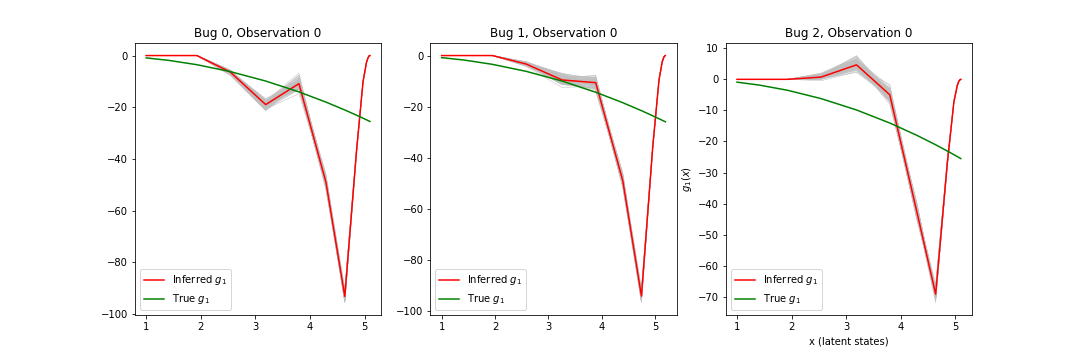 Bug 0, Observation 0
0
−20
−40
−60
−80
−100
1 2 3 4 5
Inferred g₁
True g₁
Bug 1, Observation 0
0
−20
−40
−60
−80
−100
1 2 3 4 5
Inferred g₁
True g₁
Bug 2, Observation 0
g₁(x)
10
0
−10
−20
−30
−40
−50
−60
−70
1 2 3 4 5
x (latent states)
Inferred g₁
True g₁